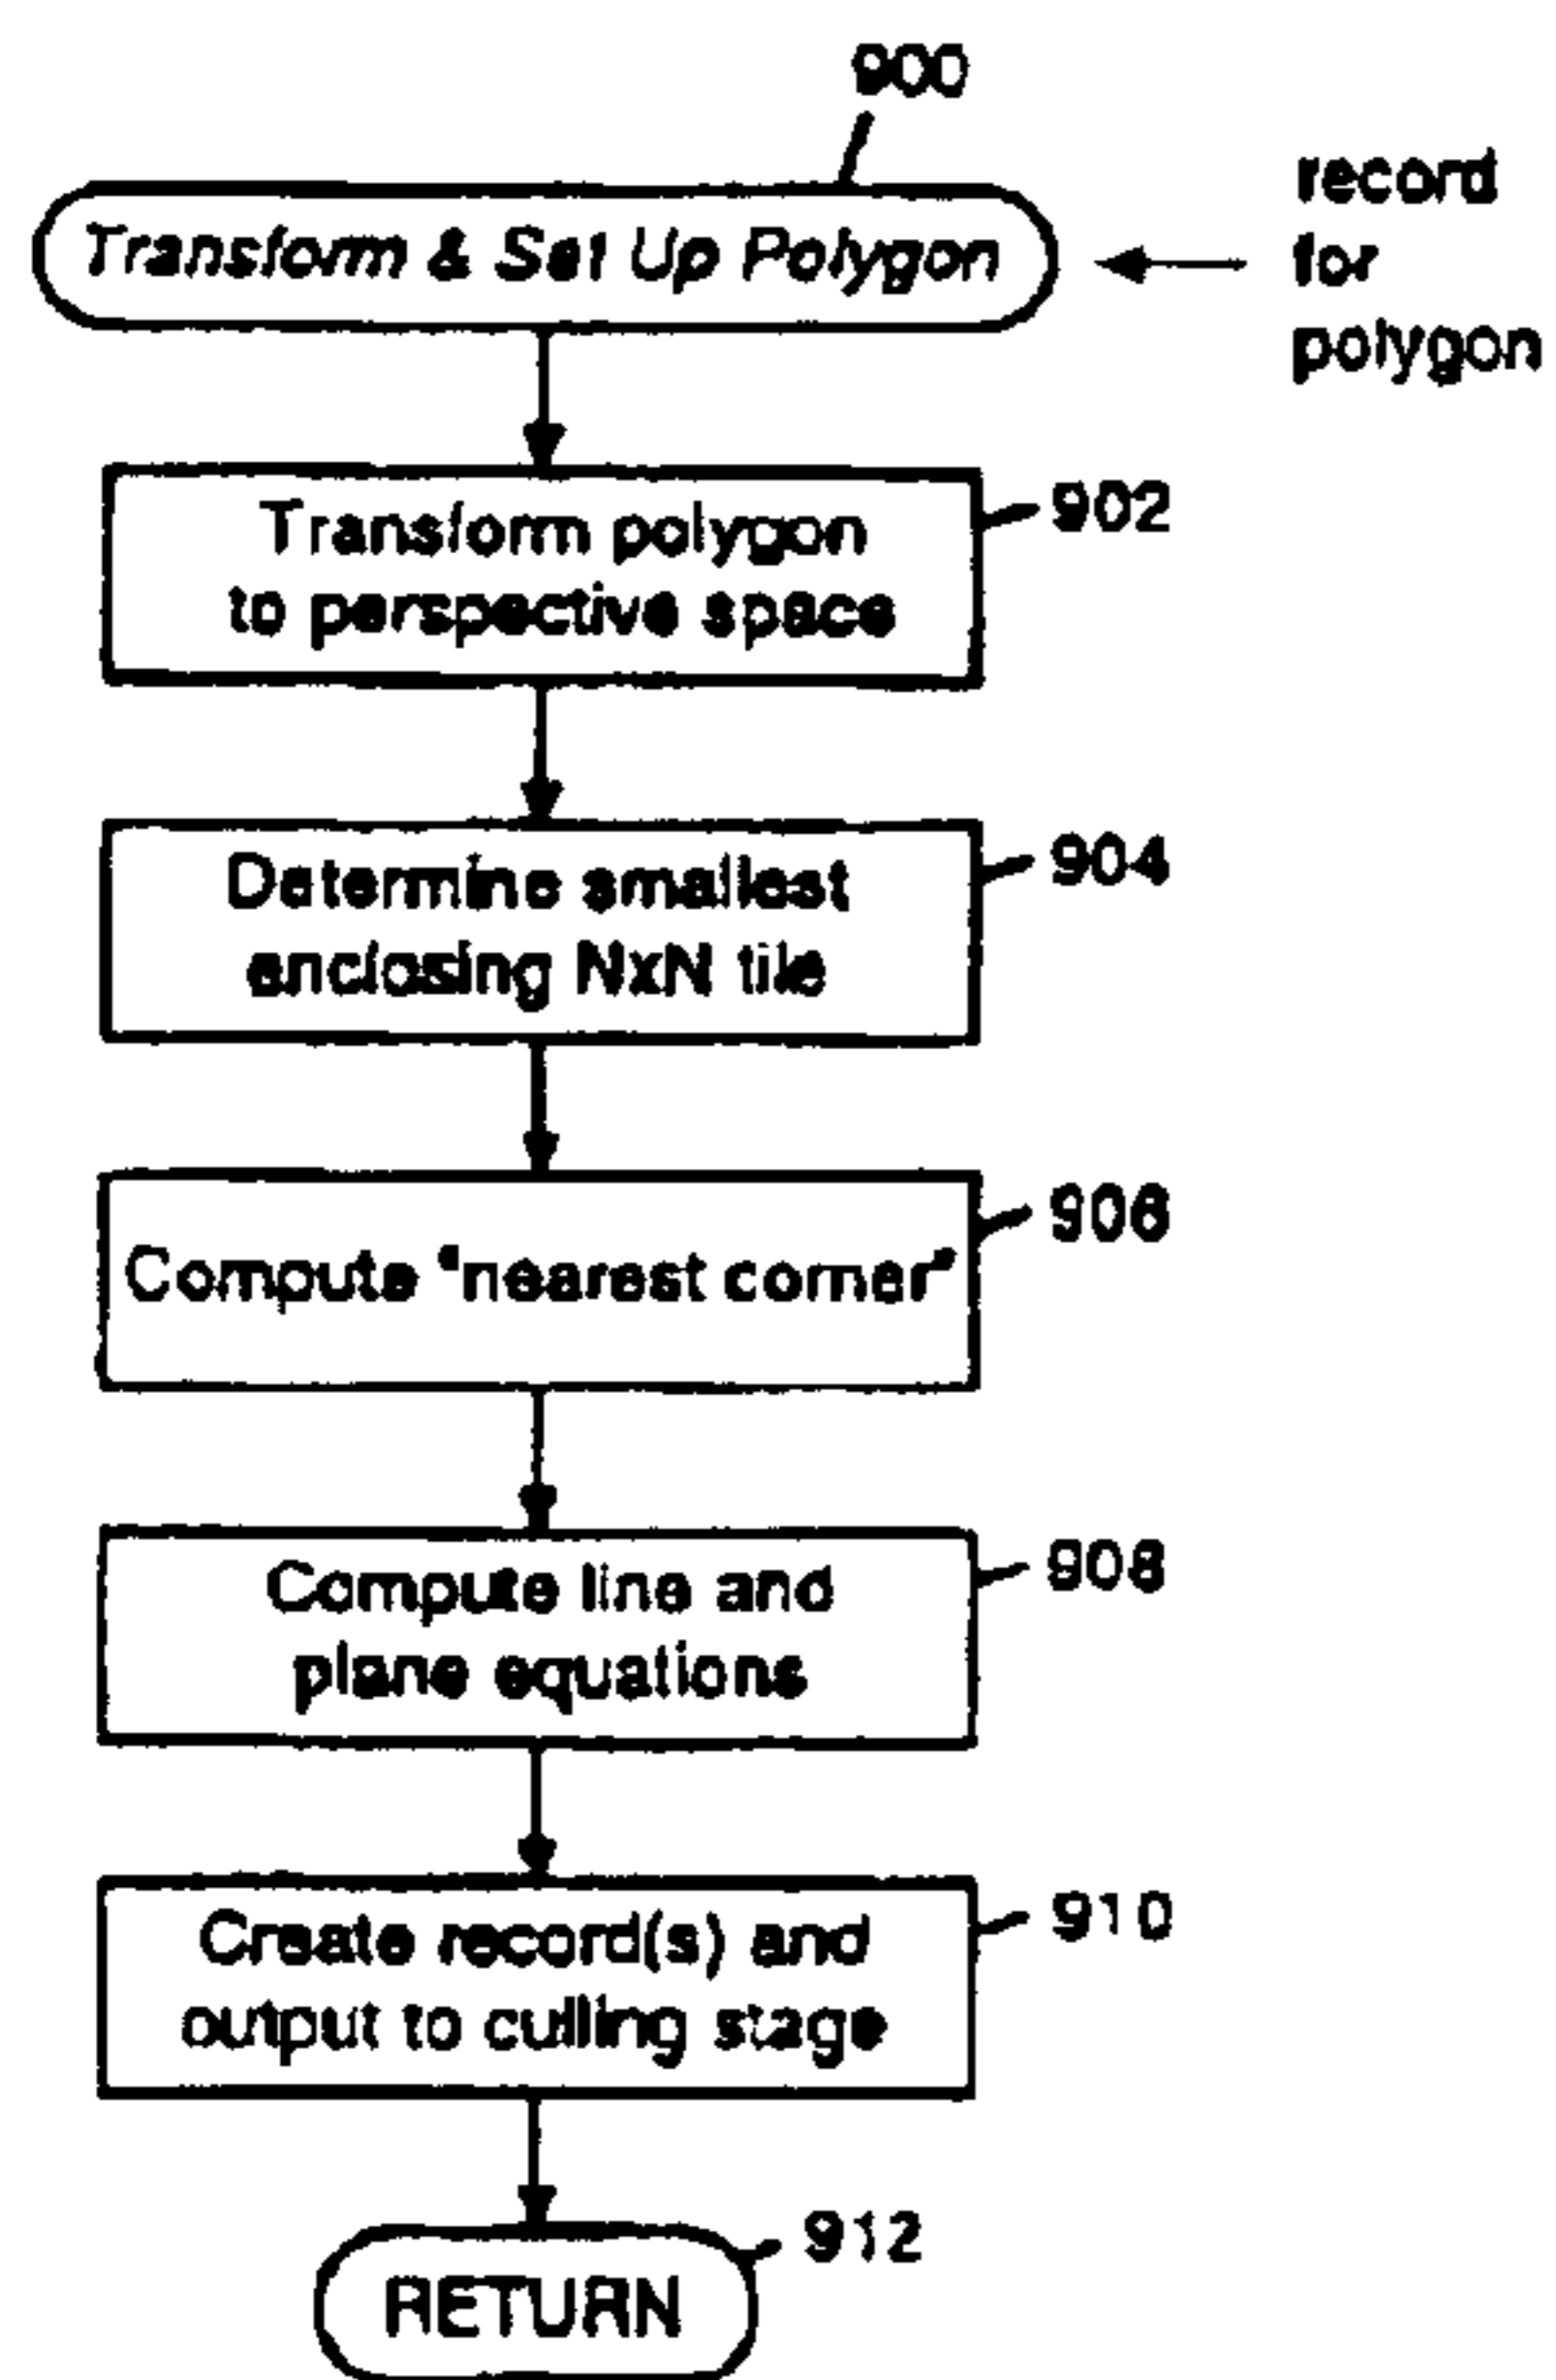 900
Transform & Set Up Polygon
record
for
polygon
Transform polygon
to perspective space
902
Determine smallest
enclosing NxN tile
904
Compute "nearest corner"
906
Compute line and
plane equations
908
Create record(s) and
output to culling stage
910
RETURN
912